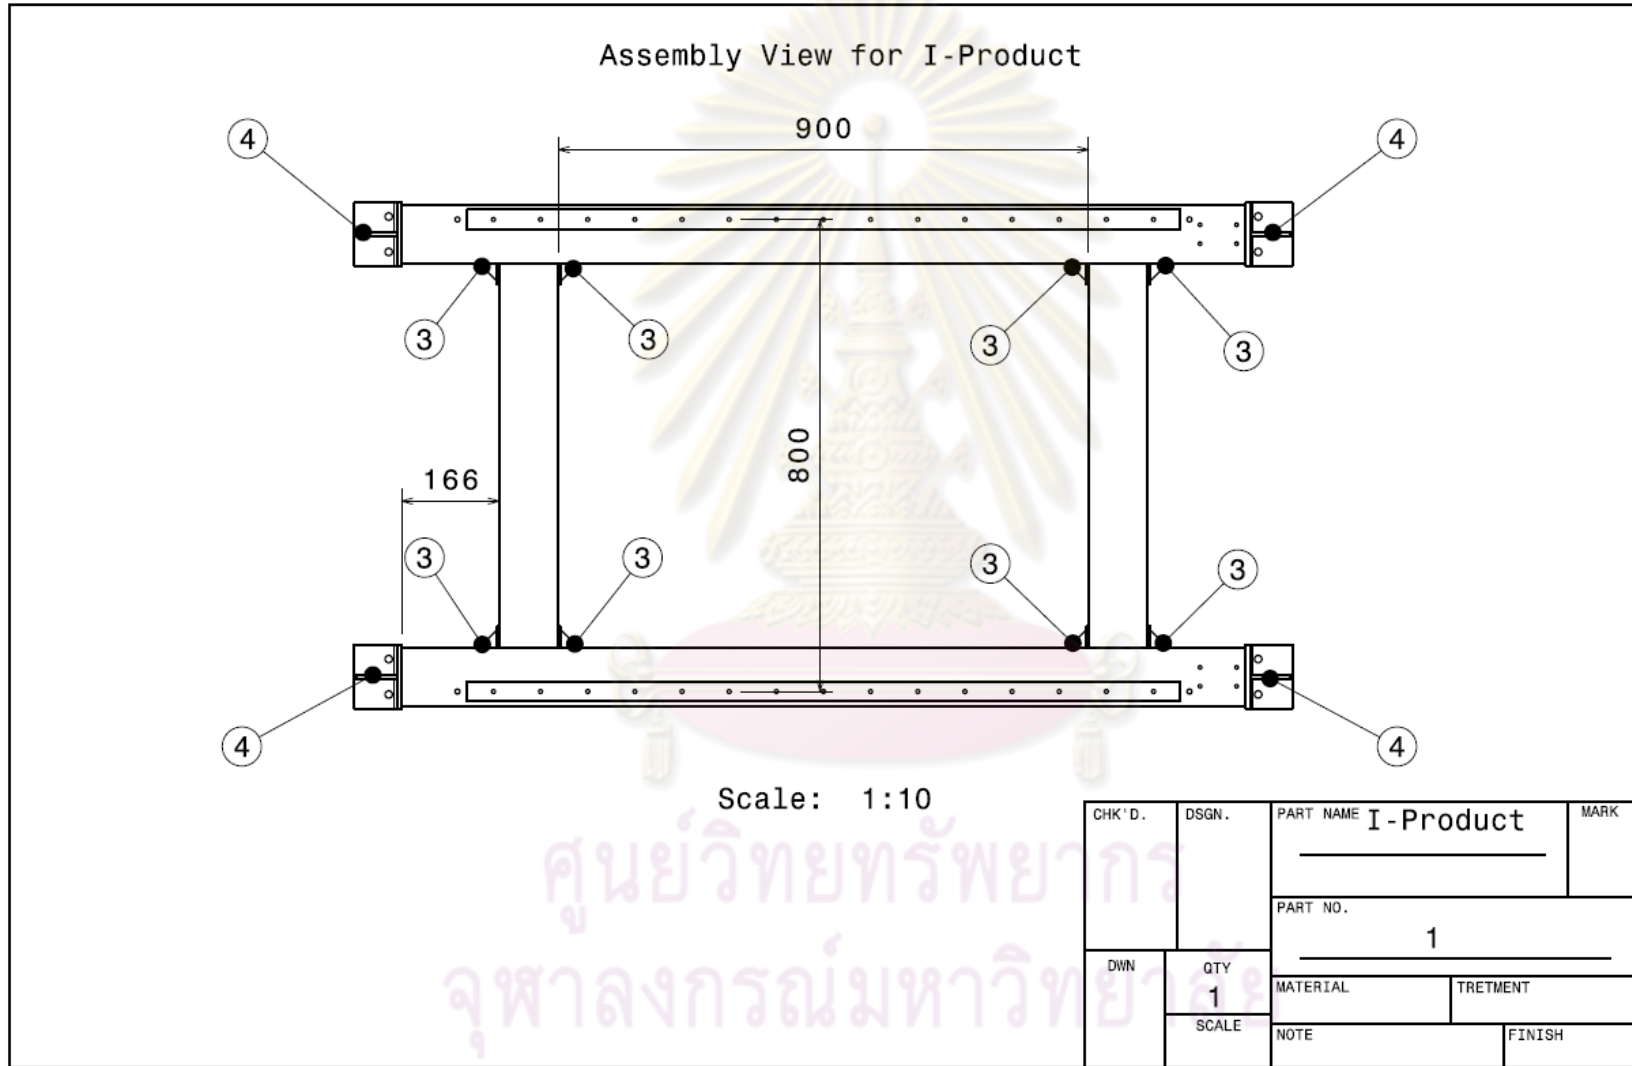 Assembly View for I-Product
900
4
4
3
3
3
3
800
166
3
3
3
3
4
4
Scale: 1:10
CHK'D.
DSGN.
PART NAME I-Product
MARK
PART NO.
1
DWN
QTY
1
SCALE
MATERIAL
TRETMENT
NOTE
FINISH
ศูนย์วิทยทรัพยากร
จุฬาลงกรณ์มหาวิทยาลัย